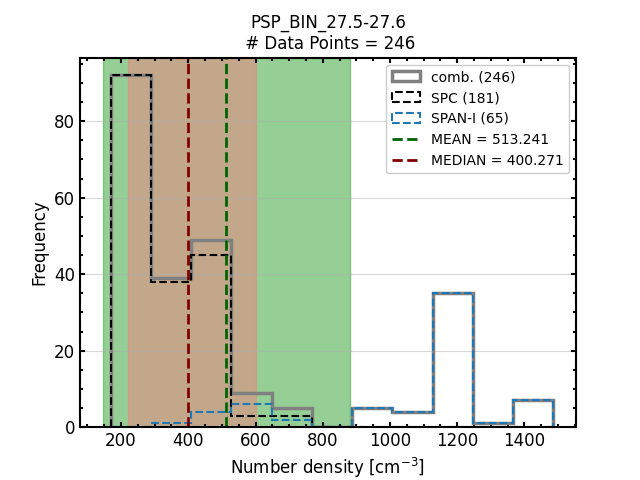 PSP_BIN_27.5-27.6
# Data Points = 246
comb. (246)
SPC (181)
SPAN-I (65)
MEAN = 513.241
MEDIAN = 400.271
Frequency
80
60
40
20
0
200 400 600 800 1000 1200 1400
Number density [cm⁻³]